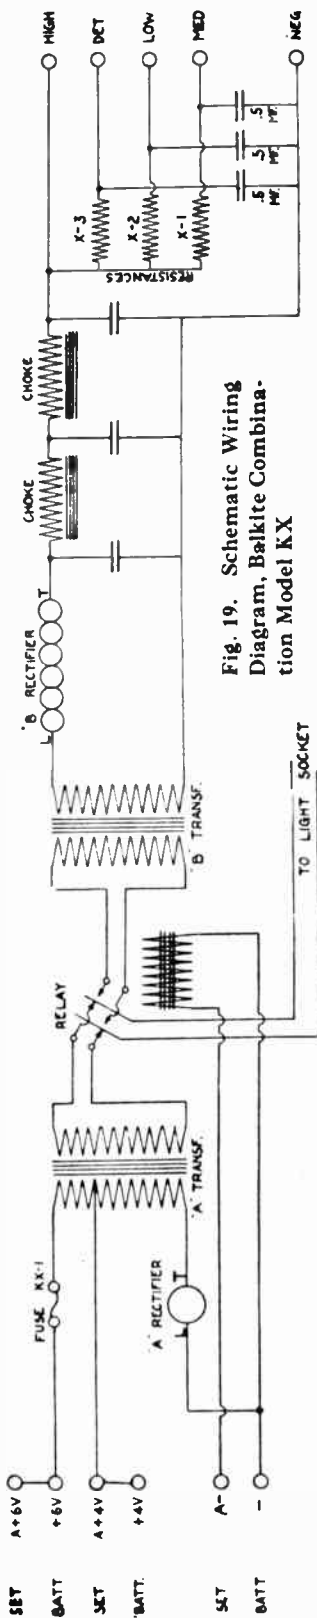 HIGH
DET
LOW
MED
NEG
X-3
X-2
X-1
RESISTANCES
.5
MF.
.5
MF.
.5
MF.
CHOKE
CHOKE
"B" RECTIFIER
L
T
"B" TRANSF.
RELAY
TO LIGHT SOCKET
"A" TRANSF.
FUSE KX-1
"A" RECTIFIER
L
T
SET
A+6V
BATT
+6V
SET
A+4V
BATT.
+4V
SET
A-
BATT
-
Fig. 19. Schematic Wiring
Diagram, Balkite Combina-
tion Model KX